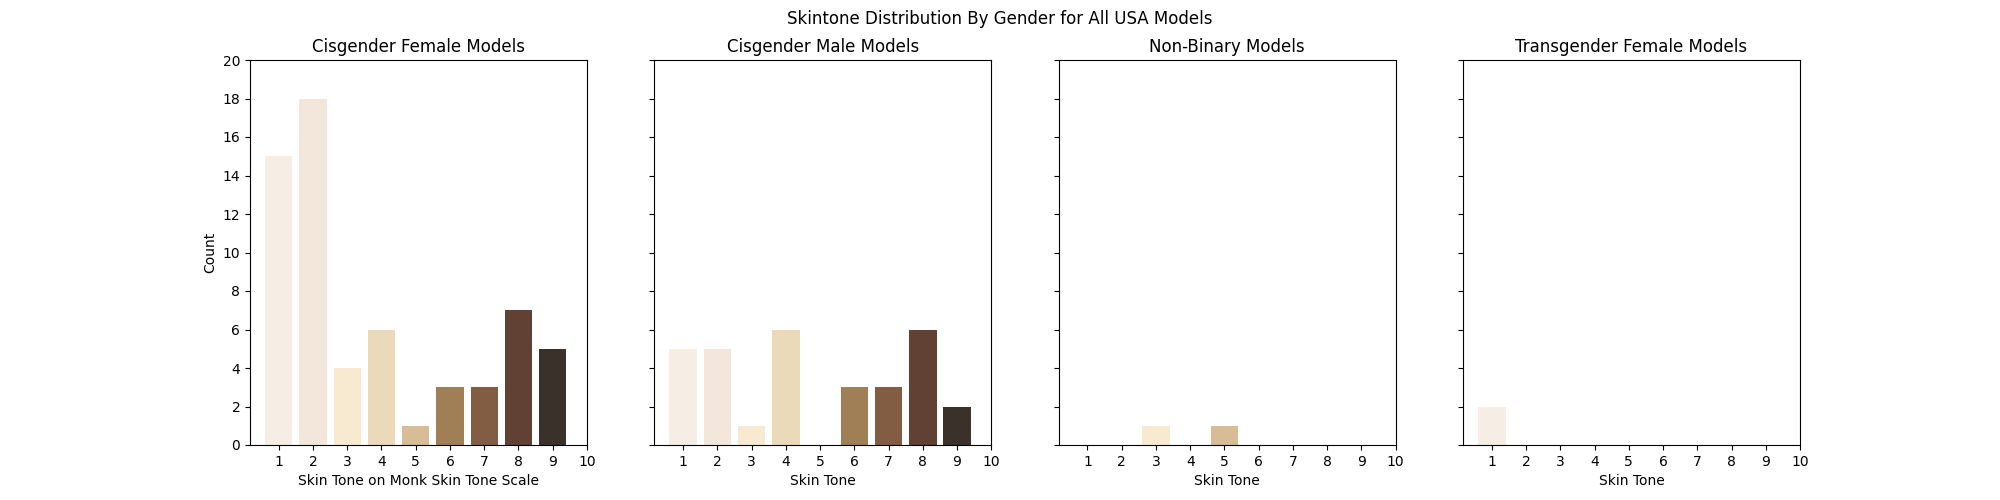 Skintone Distribution By Gender for All USA Models
Cisgender Female Models
20
18
16
14
12
10
8
6
4
2
0
Count
1 2 3 4 5 6 7 8 9 10
Skin Tone on Monk Skin Tone Scale
Cisgender Male Models
1 2 3 4 5 6 7 8 9 10
Skin Tone
Non-Binary Models
1 2 3 4 5 6 7 8 9 10
Skin Tone
Transgender Female Models
1 2 3 4 5 6 7 8 9 10
Skin Tone